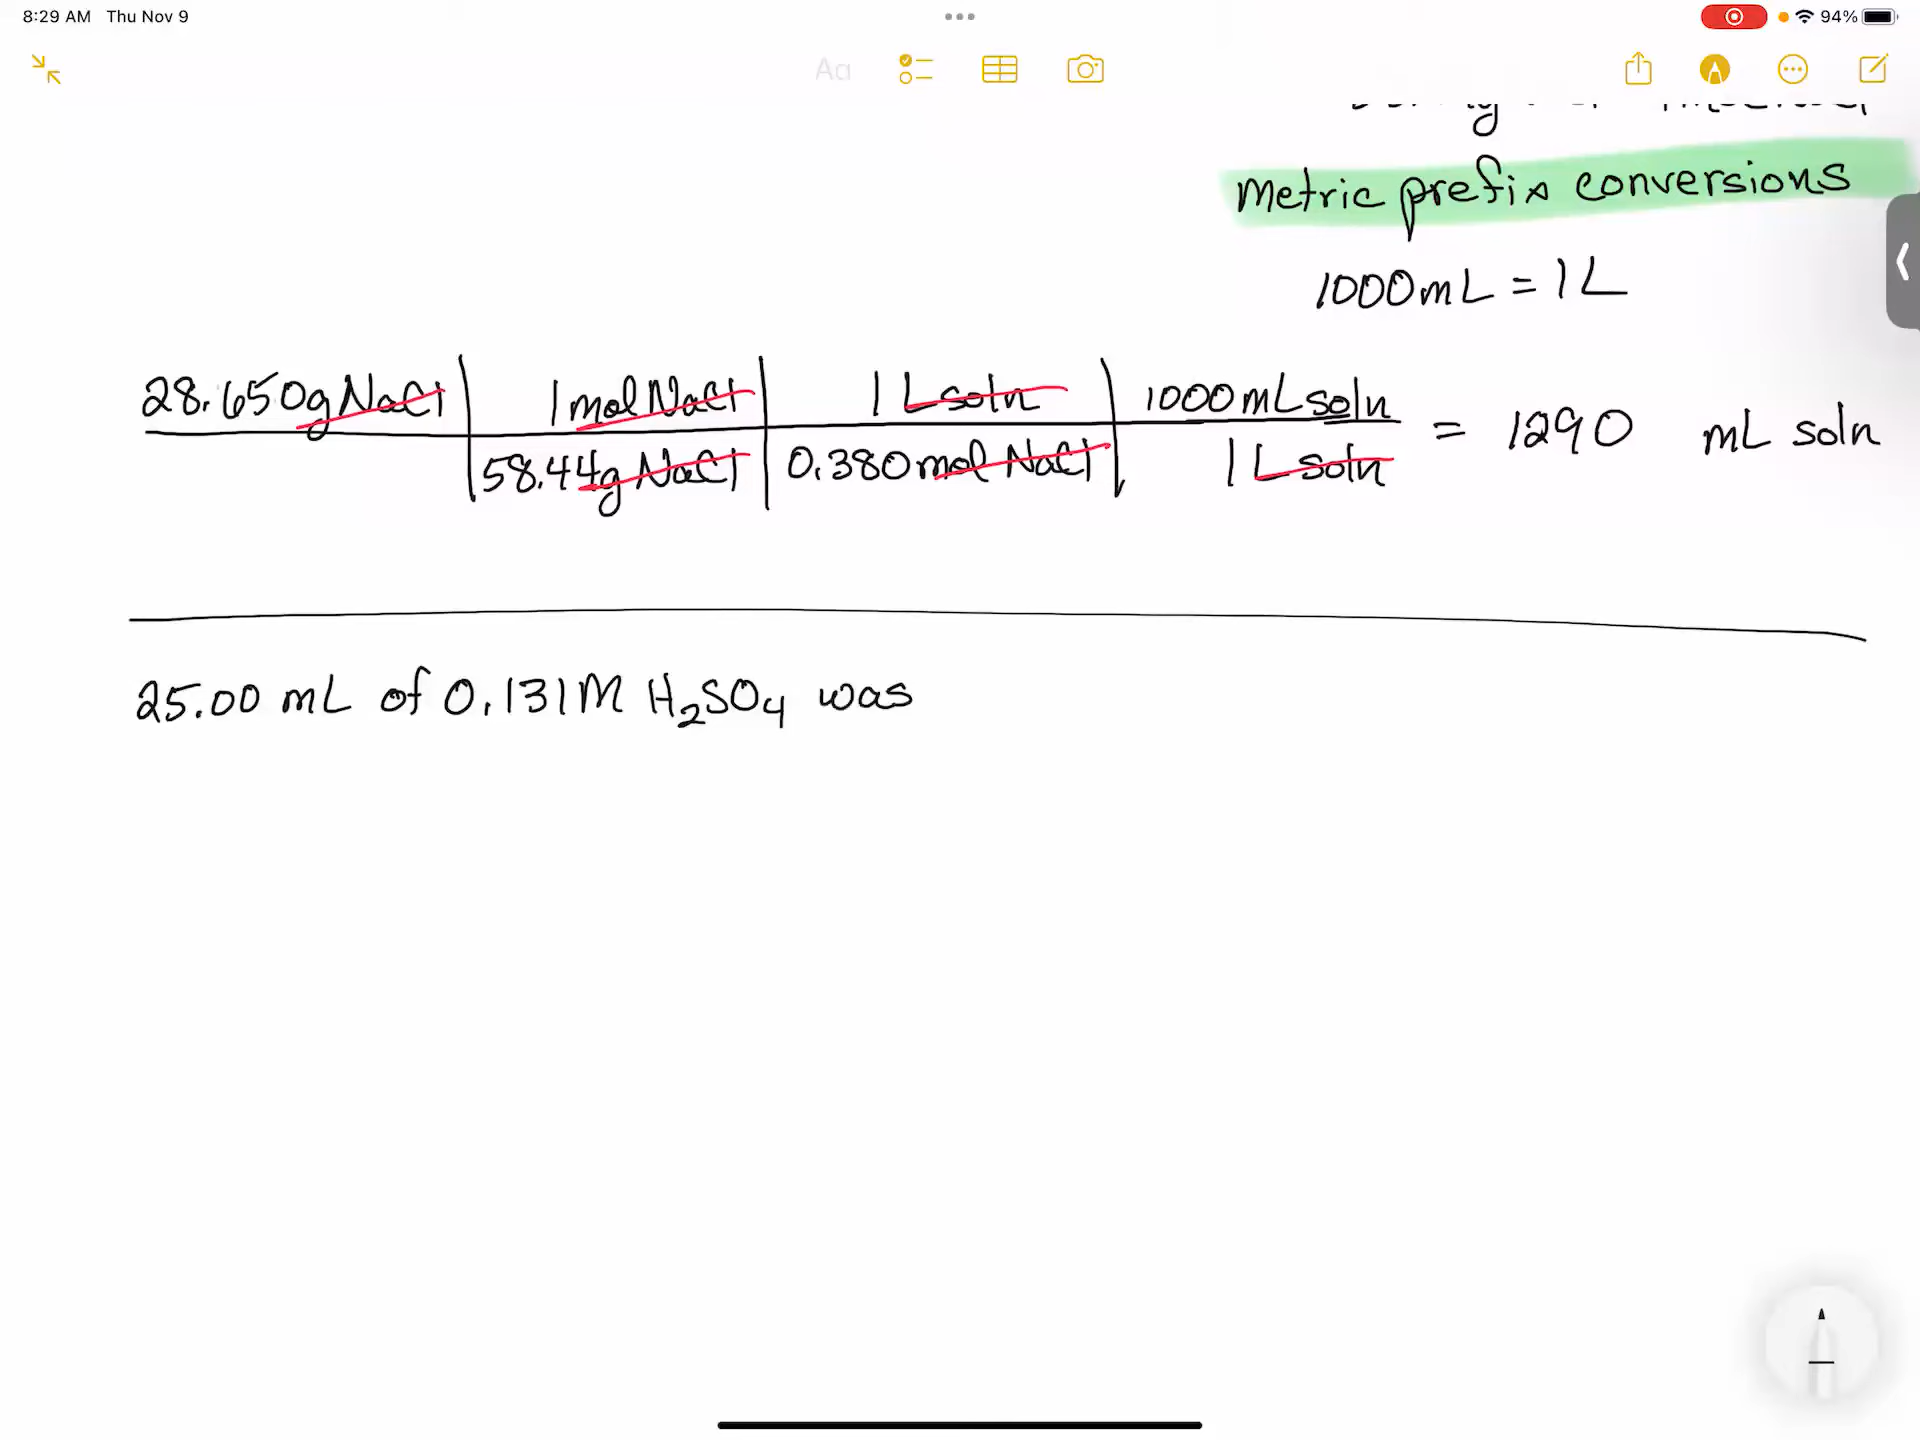 8:29 AM Thu Nov 9
94%
Aa
metric prefix conversions
1000mL = 1L
28.650g NaCl | 1 mol NaCl | 1 L soln | 1000 mL soln
= 1290 mL soln
58.44g NaCl | 0.380 mol NaCl | 1 L soln
25.00 mL of 0.131M H₂SO₄ was